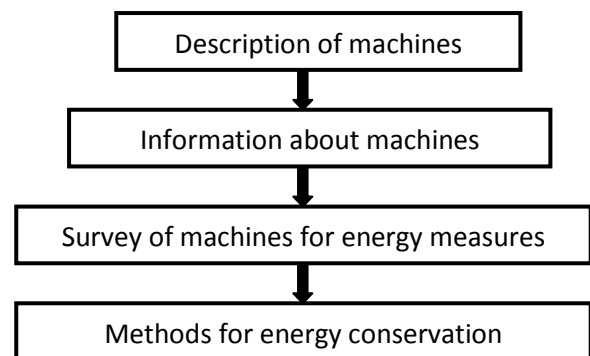 Description of machines
Information about machines
Survey of machines for energy measures
Methods for energy conservation